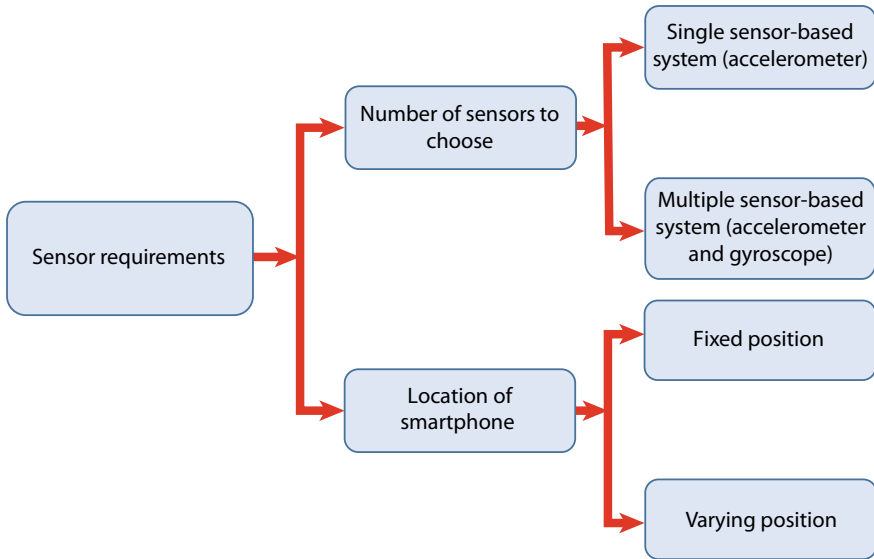 Sensor requirements
Number of sensors to
choose
Single sensor-based
system (accelerometer)
Multiple sensor-based
system (accelerometer
and gyroscope)
Location of
smartphone
Fixed position
Varying position